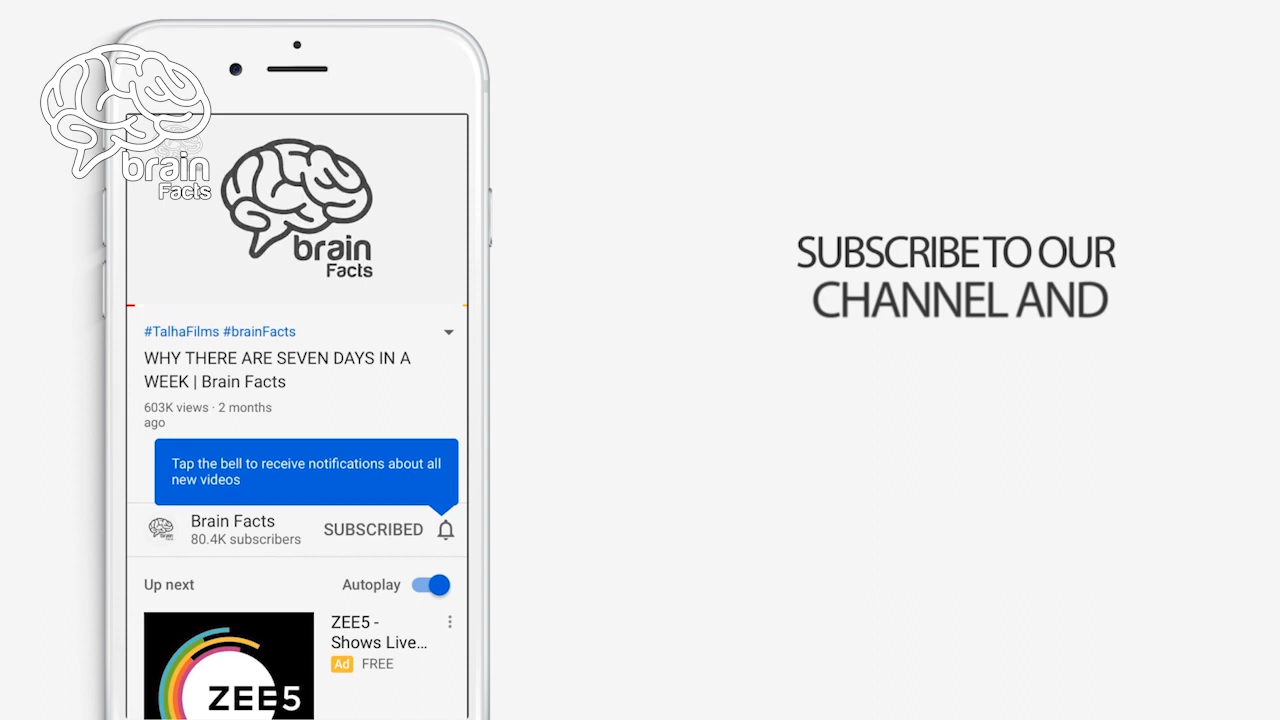 brain
Facts
brain
Facts
#TalhaFilms #brainFacts
WHY THERE ARE SEVEN DAYS IN A
WEEK | Brain Facts
603K views · 2 months
ago
Tap the bell to receive notifications about all
new videos
Brain Facts
80.4K subscribers
SUBSCRIBED
Up next
Autoplay
ZEE5 -
Shows Live...
Ad FREE
ZEE5
SUBSCRIBE TO OUR
CHANNEL AND